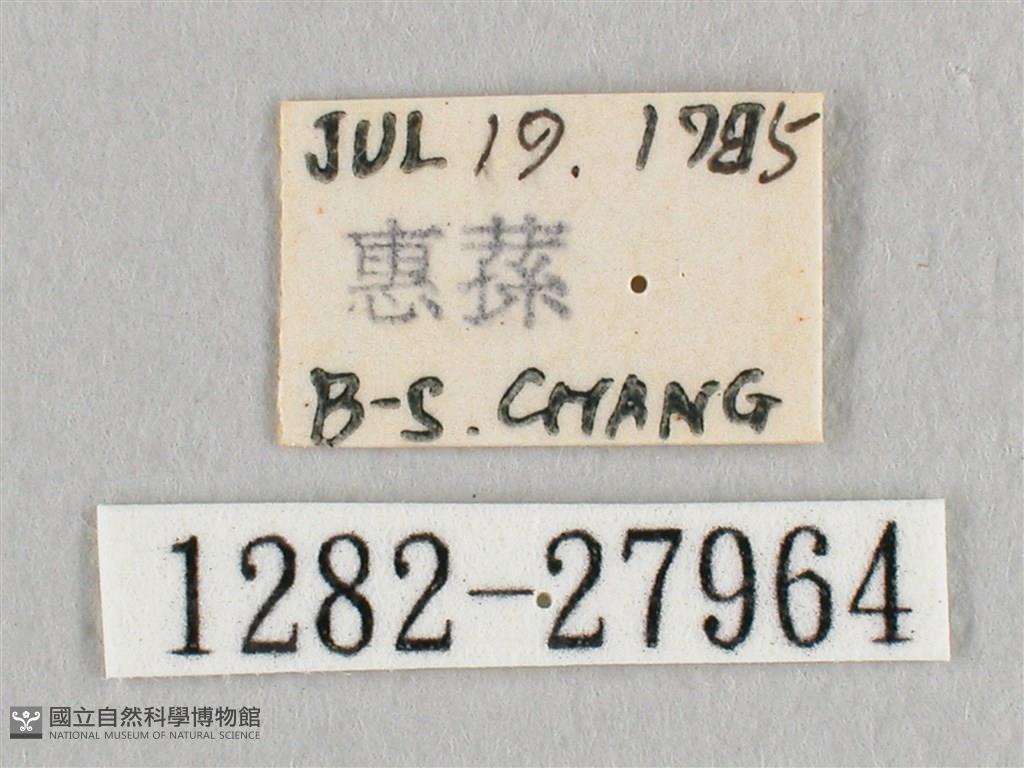 JUL 19. 1985
惠蓀
B-S. CHANG
1282-27964
國立自然科學博物館
NATIONAL MUSEUM OF NATURAL SCIENCE